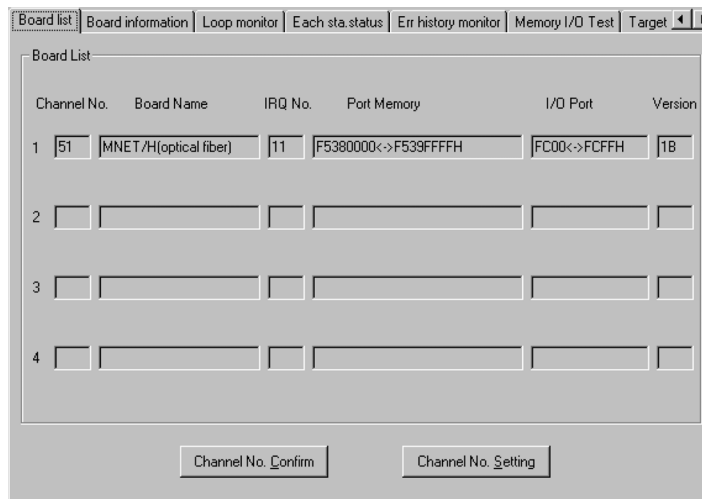 Board list Board information Loop monitor Each sta.status Err history monitor Memory I/O Test Target
Board List
Channel No. Board Name IRQ No. Port Memory I/O Port Version
1 51 MNET/H(optical fiber) 11 F5380000<->F539FFFFH FC00<->FCFFH 1B
2
3
4
Channel No. Confirm Channel No. Setting